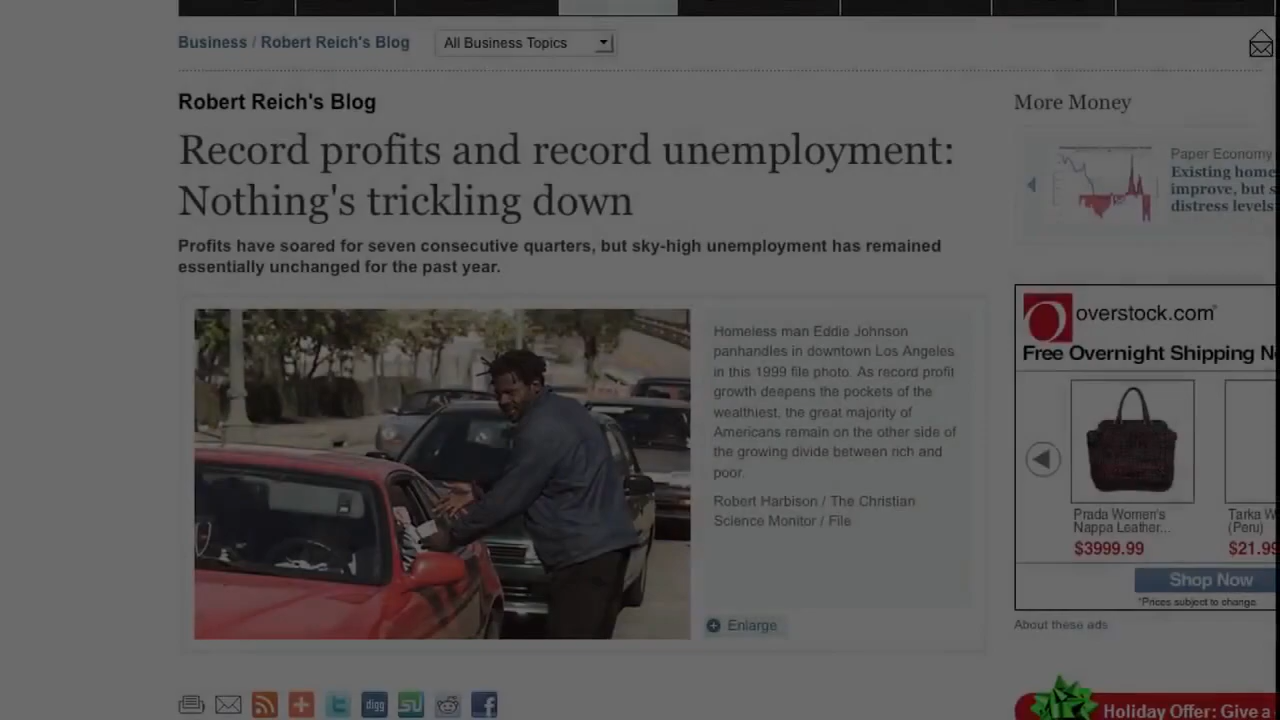 Business / Robert Reich's Blog
All Business Topics
Robert Reich's Blog
Record profits and record unemployment:
Nothing's trickling down
Profits have soared for seven consecutive quarters, but sky-high unemployment has remained
essentially unchanged for the past year.
Homeless man Eddie Johnson
panhandles in downtown Los Angeles
in this 1999 file photo. As record profit
growth deepens the pockets of the
wealthiest, the great majority of
Americans remain on the other side of
the growing divide between rich and
poor.
Robert Harbison / The Christian
Science Monitor / File
Enlarge
digg
More Money
Paper Economy
Existing home
improve, but s
distress levels
overstock.com
Free Overnight Shipping N
Prada Women's
Nappa Leather...
$3999.99
Tarka W
(Peru)
$21.99
Shop Now
*Prices subject to change.
About these ads
Holiday Offer: Give a